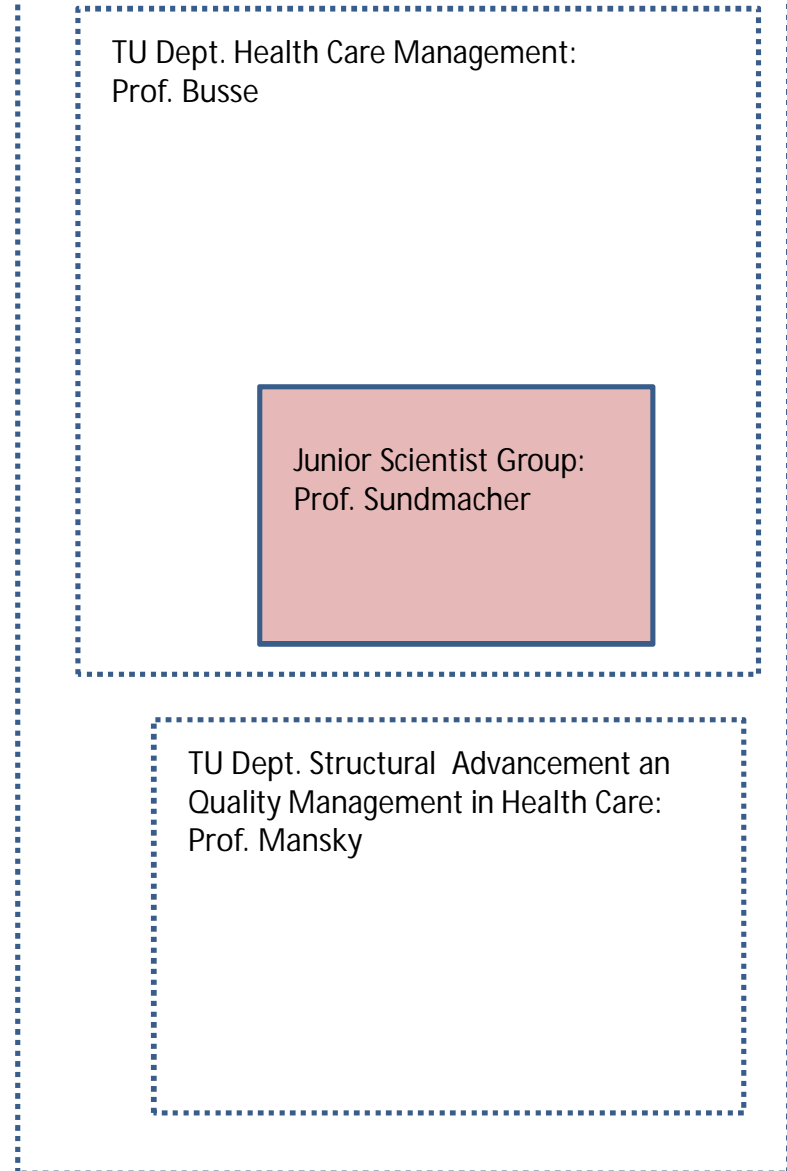 TU Dept. Health Care Management:
Prof. Busse
Junior Scientist Group:
Prof. Sundmacher
TU Dept. Structural  Advancement an
Quality Management in Health Care:
Prof. Mansky